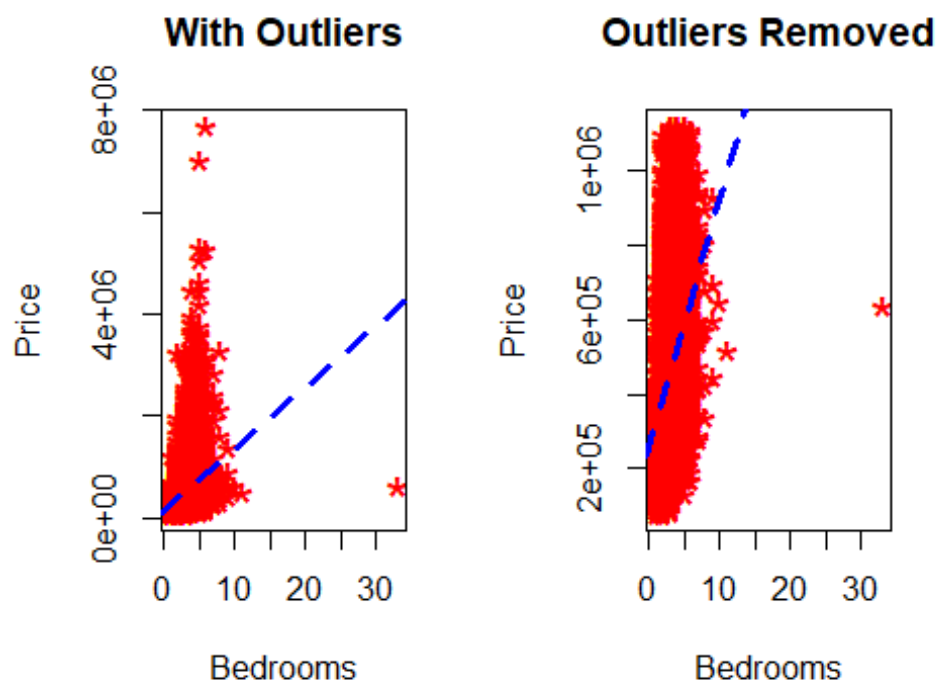 With Outliers
Price
8e+06
4e+06
0e+00
0 10 20 30
Bedrooms
Outliers Removed
Price
1e+06
6e+05
2e+05
0 10 20 30
Bedrooms